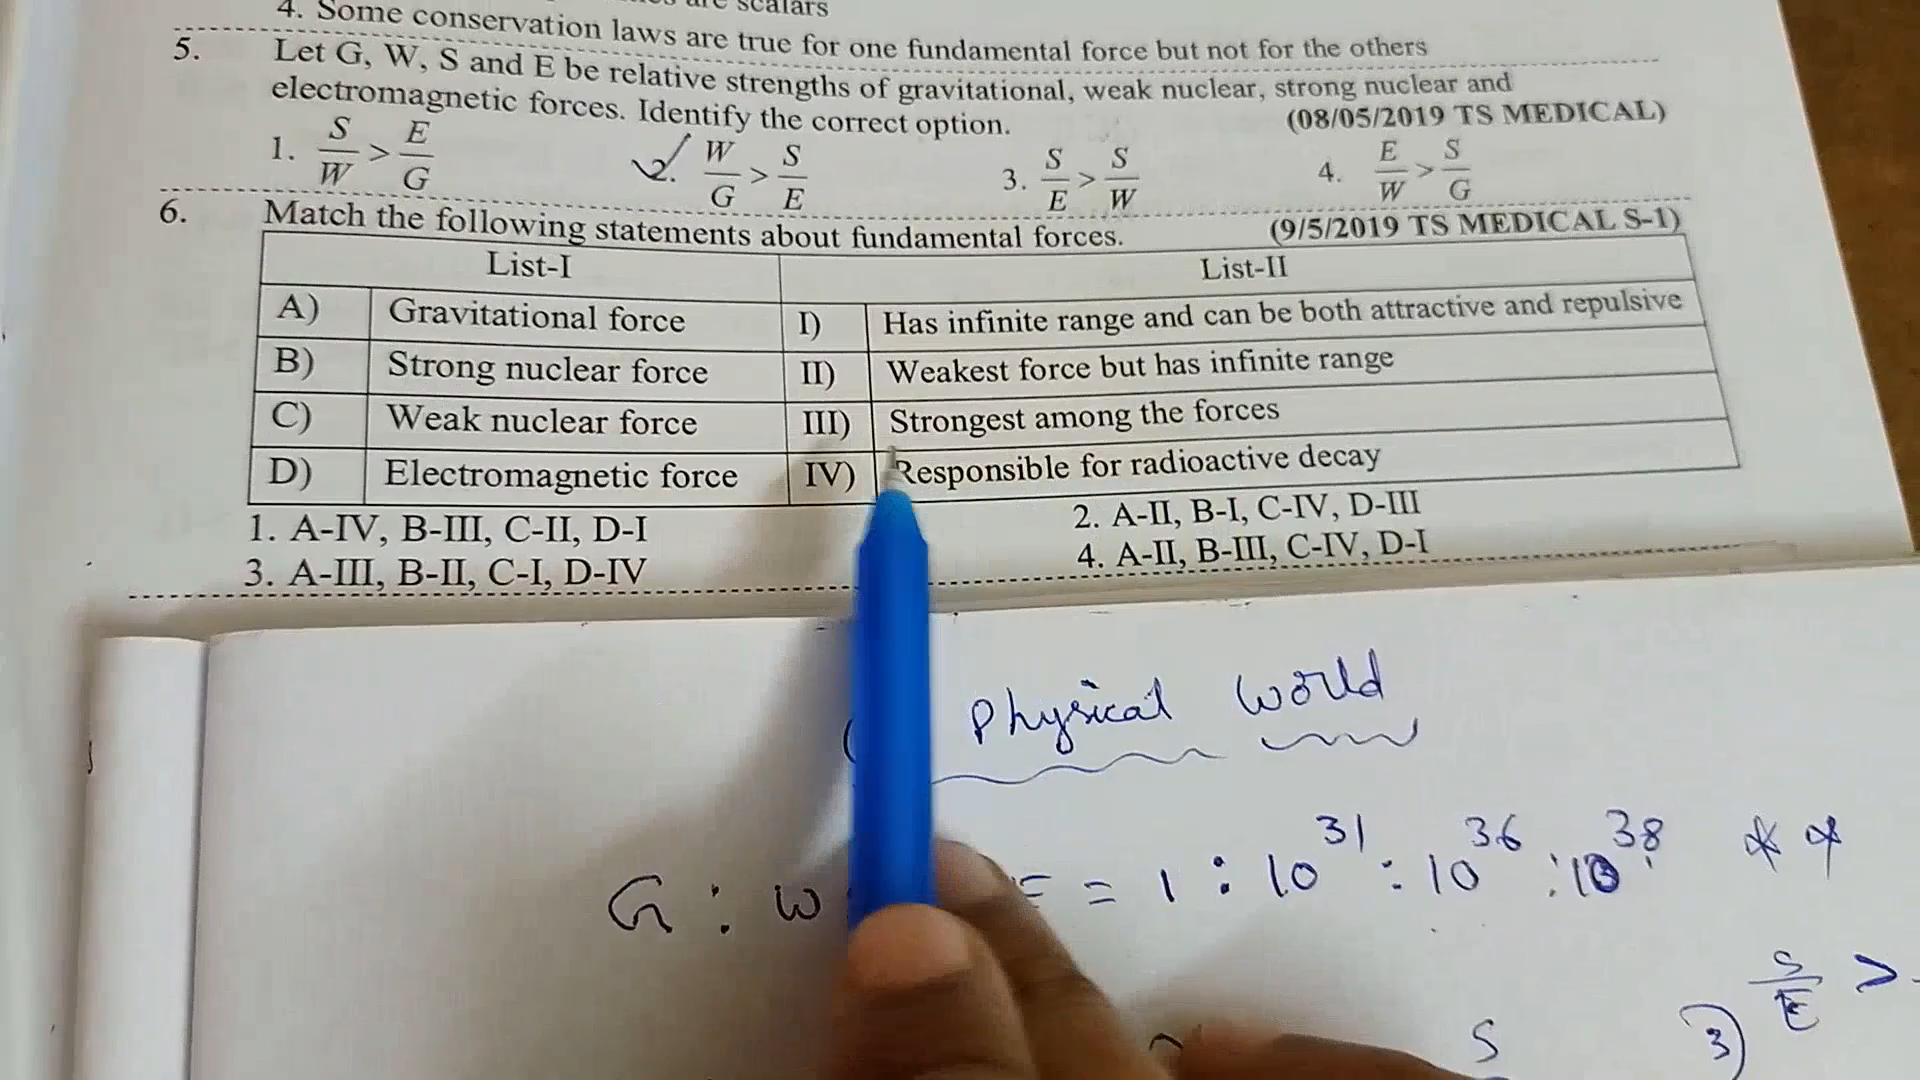 are scalars
4. Some conservation laws are true for one fundamental force but not for the others
5. Let G, W, S and E be relative strengths of gravitational, weak nuclear, strong nuclear and
electromagnetic forces. Identify the correct option. (08/05/2019 TS MEDICAL)
1. S/W > E/G 2. W/G > S/E 3. S/E > S/W 4. E/W > S/G
6. Match the following statements about fundamental forces. (9/5/2019 TS MEDICAL S-1)
List-I List-II
A) Gravitational force I) Has infinite range and can be both attractive and repulsive
B) Strong nuclear force II) Weakest force but has infinite range
C) Weak nuclear force III) Strongest among the forces
D) Electromagnetic force IV) Responsible for radioactive decay
1. A-IV, B-III, C-II, D-I 2. A-II, B-I, C-IV, D-III
3. A-III, B-II, C-I, D-IV 4. A-II, B-III, C-IV, D-I
Physical World
G : W = 1 : 10^31 : 10^36 : 10^38 * *
3) S/E >
S